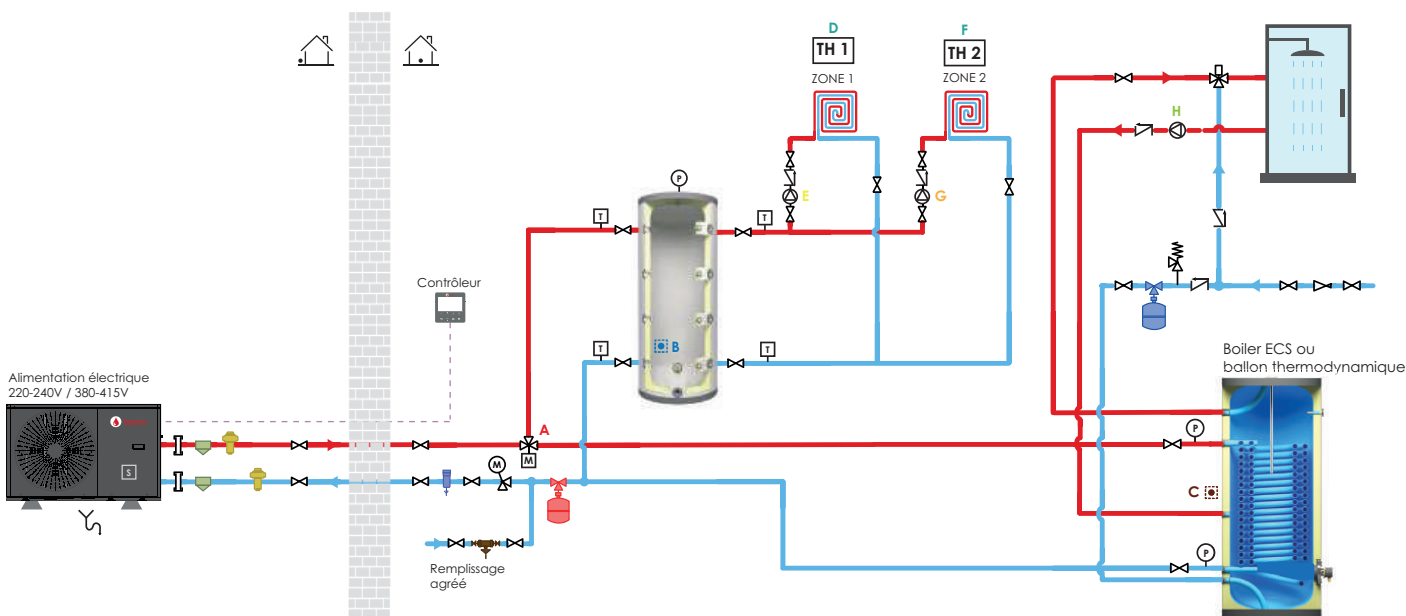 D
F
TH 1
TH 2
ZONE 1
ZONE 2
H
P
E
G
T
T
Contrôleur
B
T
T
Boiler ECS ou
ballon thermodynamique
Alimentation électrique
220-240V / 380-415V
A
P
M
S
M
C
P
Remplissage
agréé